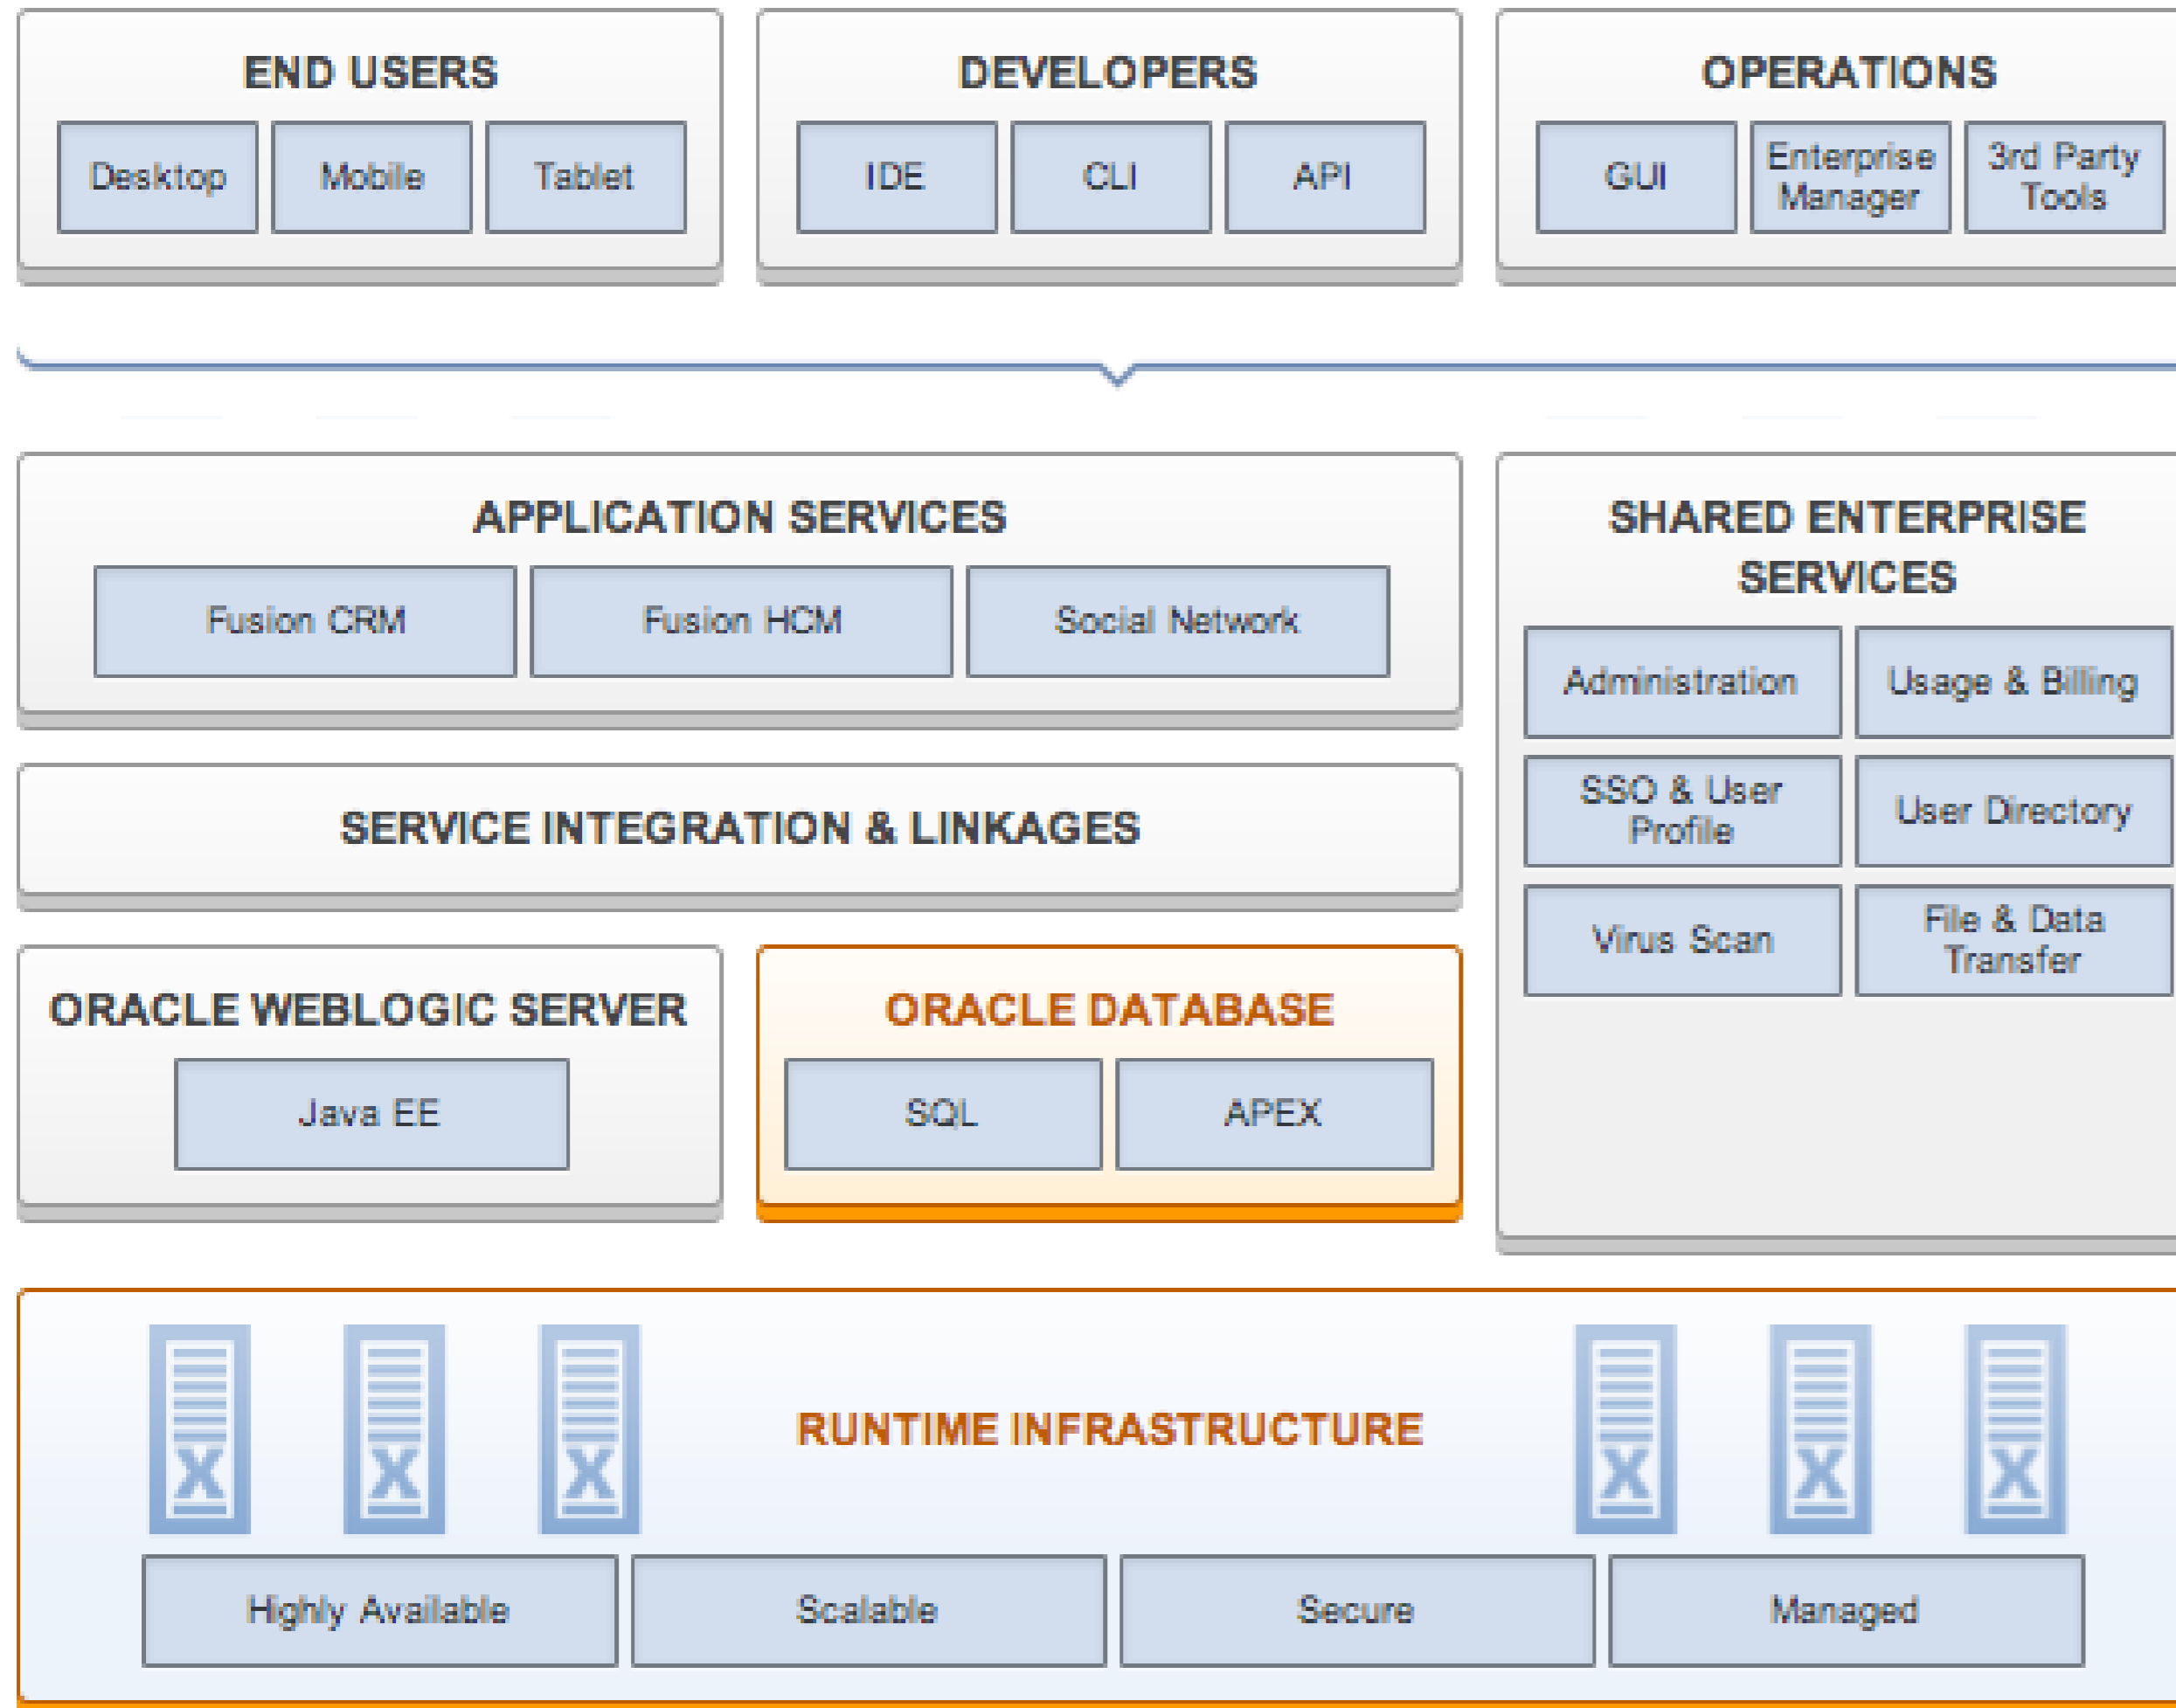 END USERS
Desktop
Mobile
Tablet
DEVELOPERS
IDE
CLI
API
OPERATIONS
GUI
Enterprise
Manager
3rd Party
Tools
APPLICATION SERVICES
Fusion CRM
Fusion HCM
Social Network
SERVICE INTEGRATION & LINKAGES
ORACLE WEBLOGIC SERVER
Java EE
ORACLE DATABASE
SQL
APEX
SHARED ENTERPRISE
SERVICES
Administration
Usage & Billing
SSO & User
Profile
User Directory
Virus Scan
File & Data
Transfer
X
X
X
RUNTIME INFRASTRUCTURE
X
X
X
Highly Available
Scalable
Secure
Managed